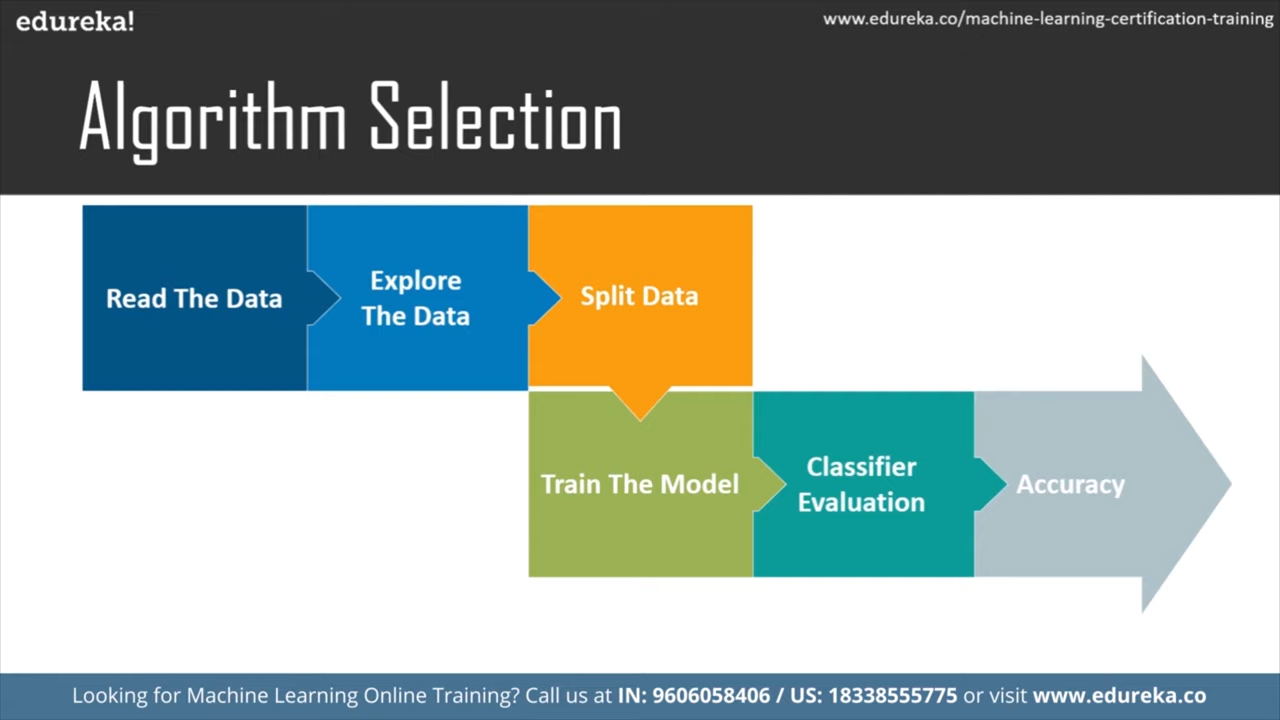 edureka!
www.edureka.co/machine-learning-certification-training
Algorithm Selection
Read The Data
Explore
The Data
Split Data
Train The Model
Classifier
Evaluation
Accuracy
Looking for Machine Learning Online Training? Call us at IN: 9606058406 / US: 18338555775 or visit www.edureka.co